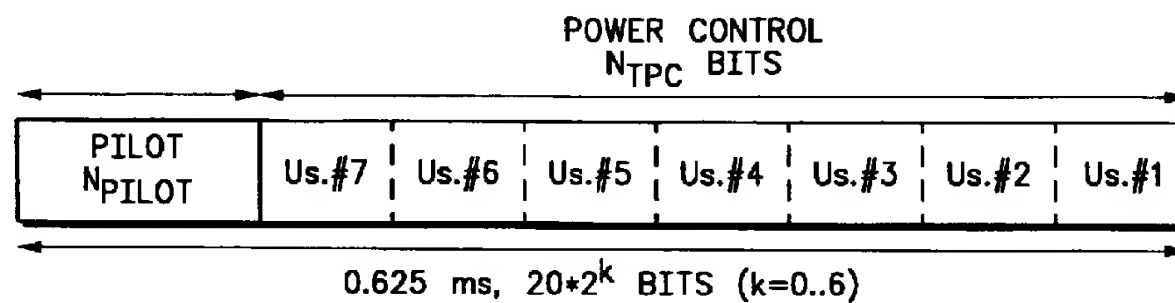 POWER CONTROL
NTPC BITS
PILOT
NPILOT
Us.#7 Us.#6 Us.#5 Us.#4 Us.#3 Us.#2 Us.#1
0.625 ms, 20*2^k BITS (k=0..6)